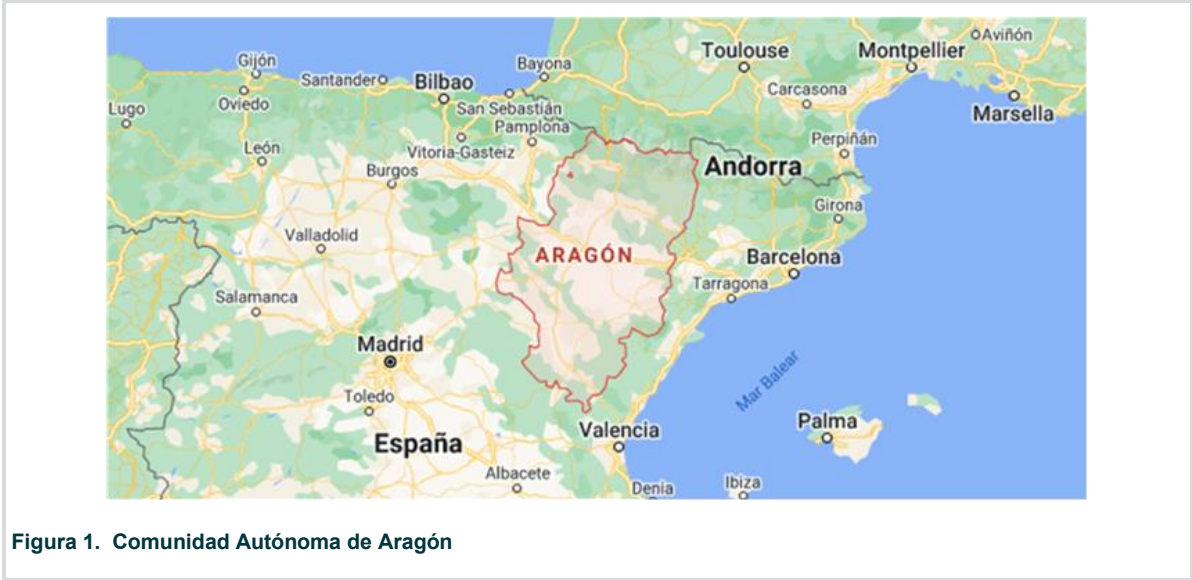 Aviñón
Gijón
Toulouse
Montpellier
Bayona
Santander
Bilbao
Carcasona
Lugo
Oviedo
San Sebastián
Marsella
Pamplona
Perpiñán
León
Vitoria-Gasteiz
Andorra
Burgos
Girona
Valladolid
ARAGÓN
Barcelona
Tarragona
Salamanca
Madrid
Mar Balear
Toledo
Palma
Valencia
España
Albacete
Denia
Ibiza
Figura 1. Comunidad Autónoma de Aragón